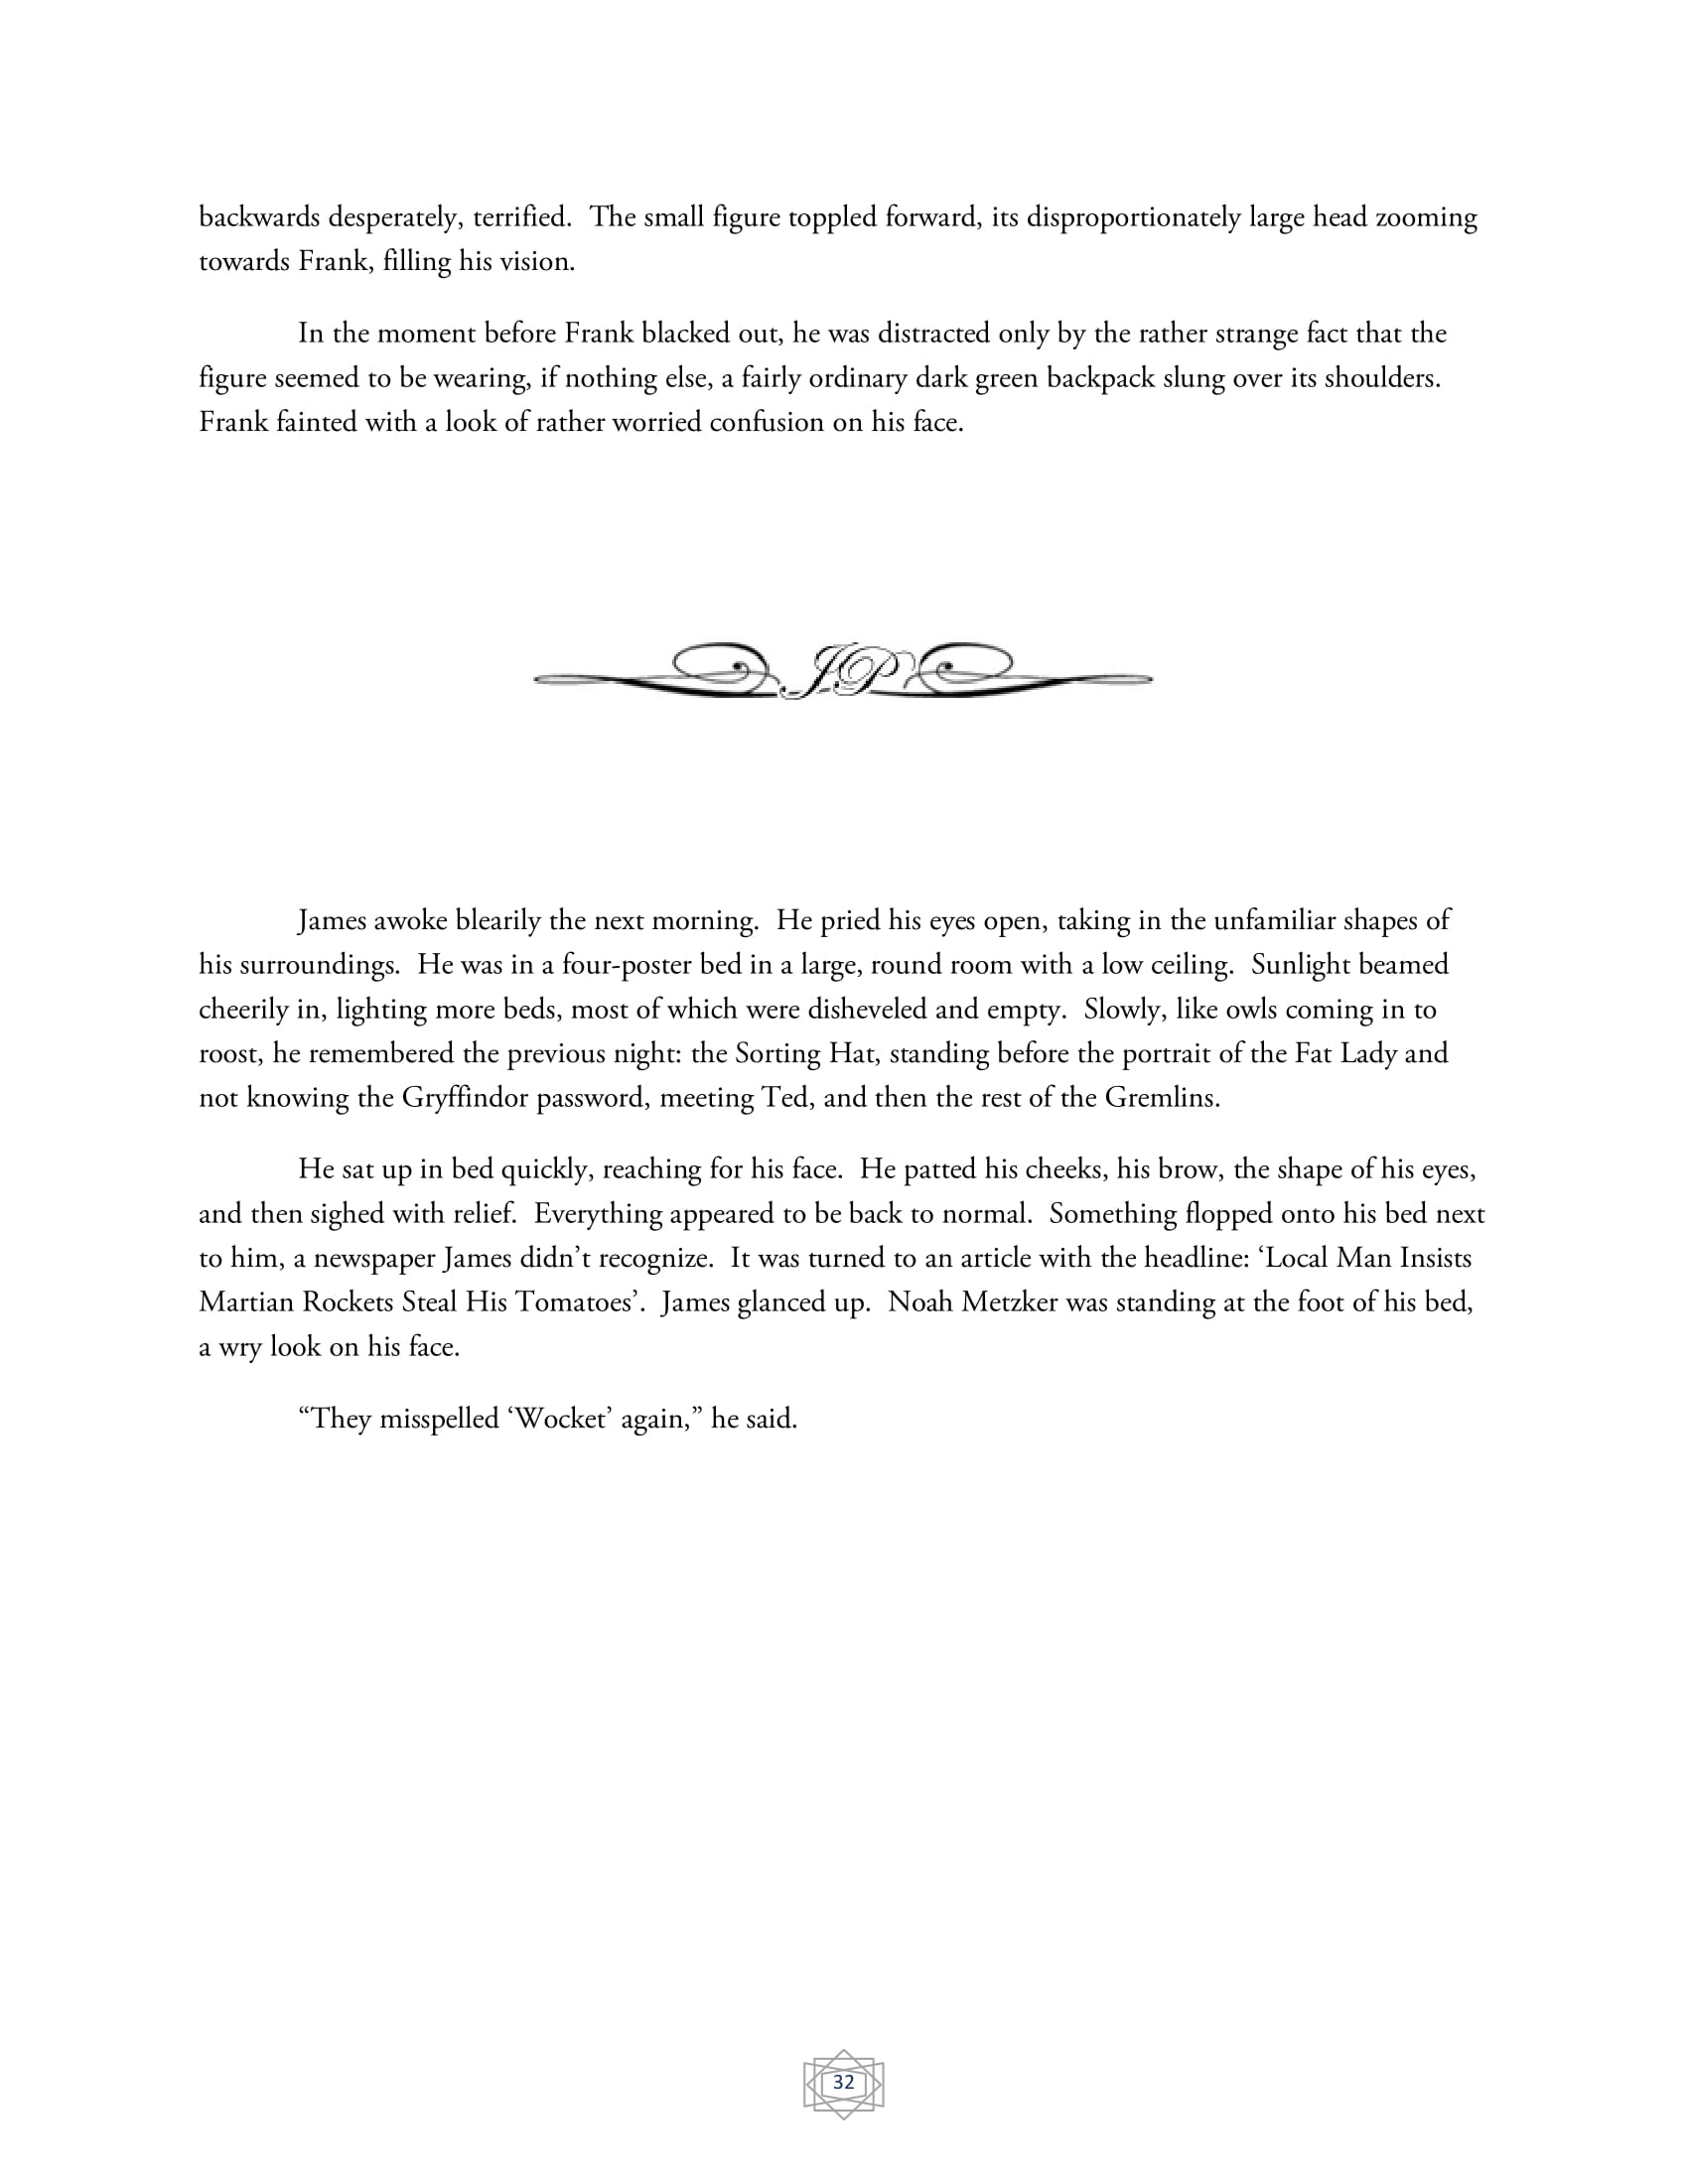 backwards desperately, terrified.  The small figure toppled forward, its disproportionately large head zooming
towards Frank, filling his vision.
In the moment before Frank blacked out, he was distracted only by the rather strange fact that the
figure seemed to be wearing, if nothing else, a fairly ordinary dark green backpack slung over its shoulders.
Frank fainted with a look of rather worried confusion on his face.
JP
James awoke blearily the next morning.  He pried his eyes open, taking in the unfamiliar shapes of
his surroundings.  He was in a four-poster bed in a large, round room with a low ceiling.  Sunlight beamed
cheerily in, lighting more beds, most of which were disheveled and empty.  Slowly, like owls coming in to
roost, he remembered the previous night: the Sorting Hat, standing before the portrait of the Fat Lady and
not knowing the Gryffindor password, meeting Ted, and then the rest of the Gremlins.
He sat up in bed quickly, reaching for his face.  He patted his cheeks, his brow, the shape of his eyes,
and then sighed with relief.  Everything appeared to be back to normal.  Something flopped onto his bed next
to him, a newspaper James didn’t recognize.  It was turned to an article with the headline: ‘Local Man Insists
Martian Rockets Steal His Tomatoes’.  James glanced up.  Noah Metzker was standing at the foot of his bed,
a wry look on his face.
“They misspelled ‘Wocket’ again,” he said.
32